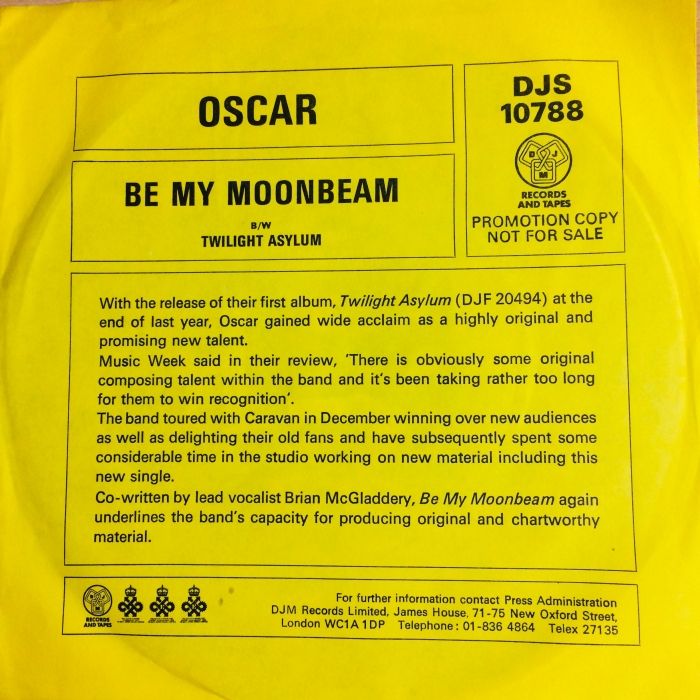 OSCAR
BE MY MOONBEAM
B/W
TWILIGHT ASYLUM
DJS
10788
D J
M
RECORDS
AND TAPES
PROMOTION COPY
NOT FOR SALE
With the release of their first album, Twilight Asylum (DJF 20494) at the
end of last year, Oscar gained wide acclaim as a highly original and
promising new talent.
Music Week said in their review, 'There is obviously some original
composing talent within the band and it's been taking rather too long
for them to win recognition'.
The band toured with Caravan in December winning over new audiences
as well as delighting their old fans and have subsequently spent some
considerable time in the studio working on new material including this
new single.
Co-written by lead vocalist Brian McGladdery, Be My Moonbeam again
underlines the band's capacity for producing original and chartworthy
material.
RECORDS
AND TAPES
For further information contact Press Administration
DJM Records Limited, James House, 71-75 New Oxford Street,
London WC1A 1DP Telephone: 01-836 4864 Telex 27135